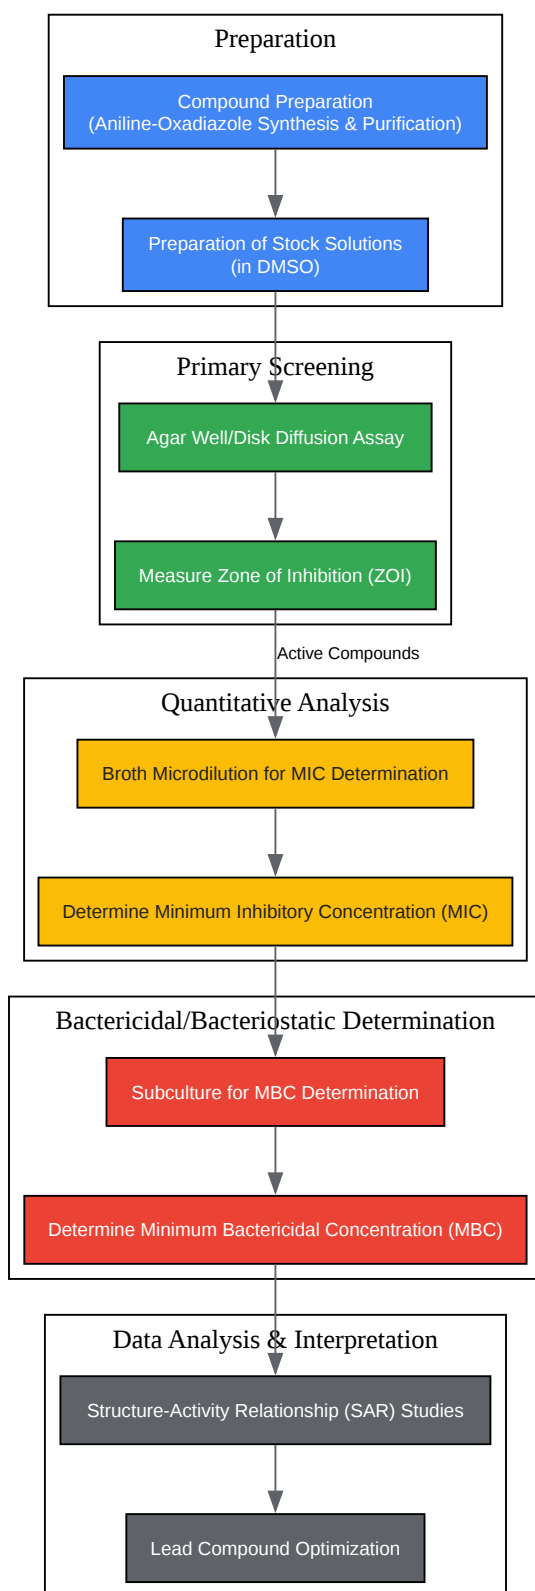 Preparation
Compound Preparation
(Aniline-Oxadiazole Synthesis & Purification)
Preparation of Stock Solutions
(in DMSO)
Primary Screening
Agar Well/Disk Diffusion Assay
Measure Zone of Inhibition (ZOI)
Active Compounds
Quantitative Analysis
Broth Microdilution for MIC Determination
Determine Minimum Inhibitory Concentration (MIC)
Bactericidal/Bacteriostatic Determination
Subculture for MBC Determination
Determine Minimum Bactericidal Concentration (MBC)
Data Analysis & Interpretation
Structure-Activity Relationship (SAR) Studies
Lead Compound Optimization